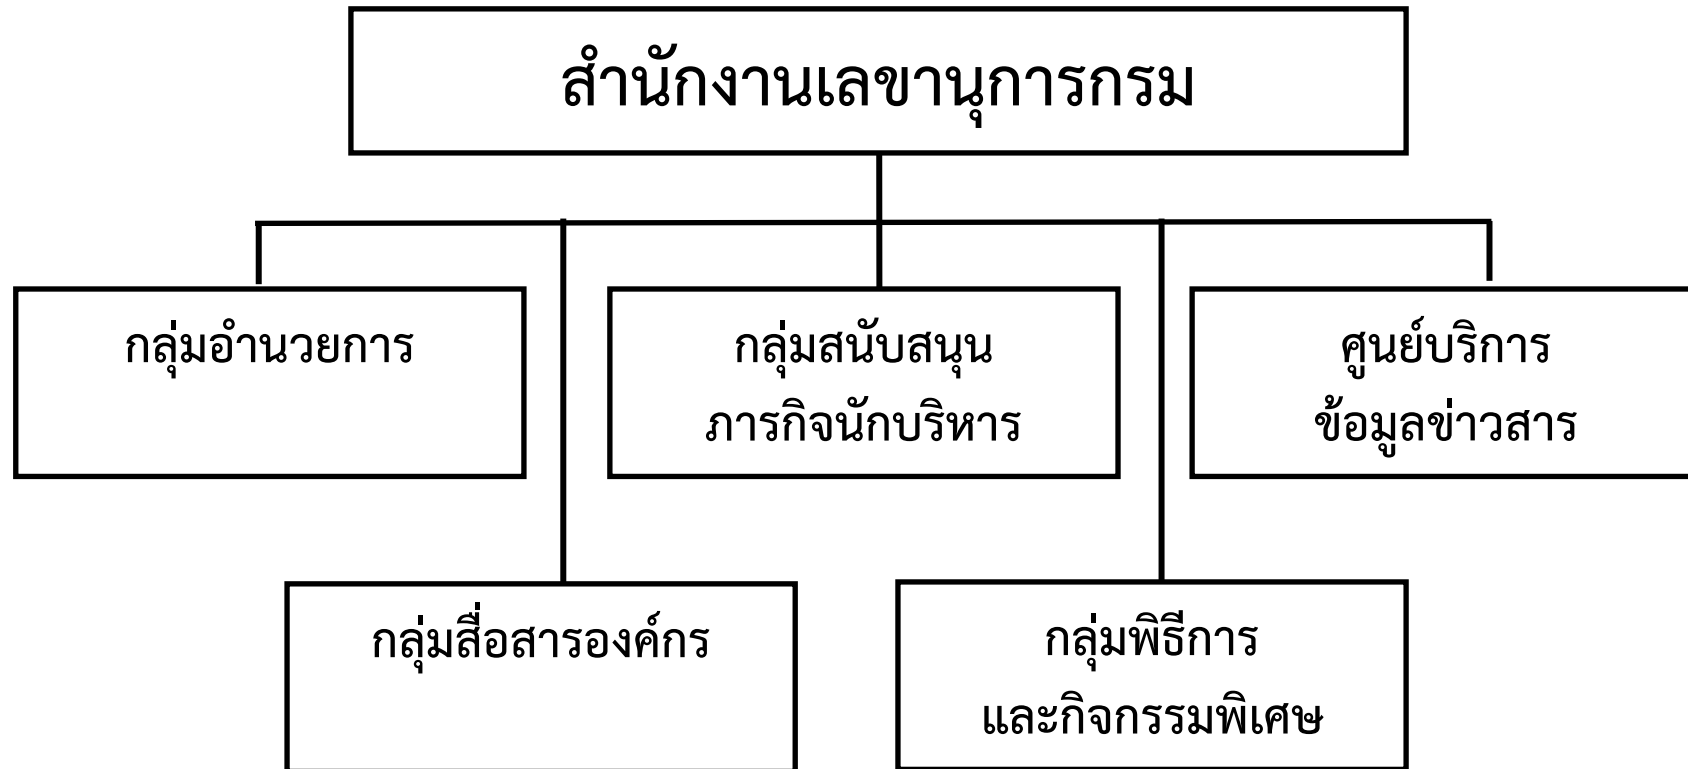 สำนักงานเลขานุการกรม
กลุ่มอำนวยการ
กลุ่มสนับสนุน
ภารกิจนักบริหาร
ศูนย์บริการ
ข้อมูลข่าวสาร
กลุ่มสื่อสารองค์กร
กลุ่มพิธีการ
และกิจกรรมพิเศษ